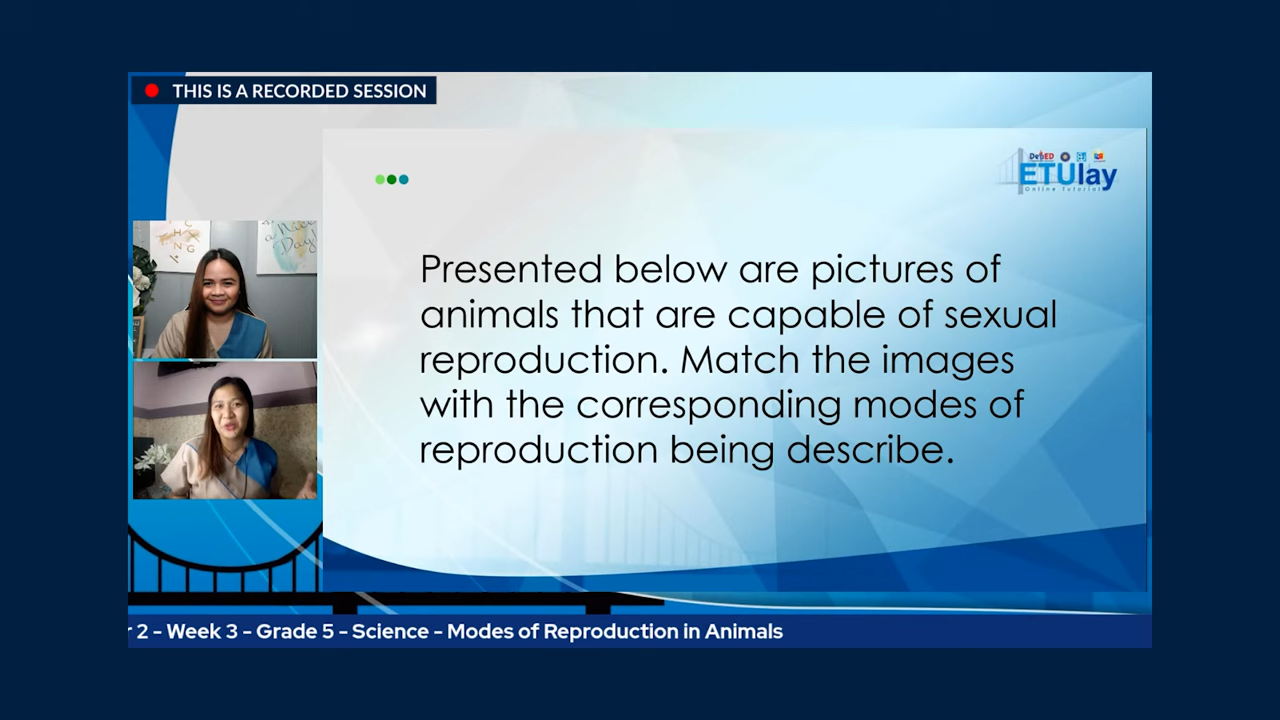 THIS IS A RECORDED SESSION
DepED
ETUlay
Online Tutorial
Presented below are pictures of
animals that are capable of sexual
reproduction. Match the images
with the corresponding modes of
reproduction being describe.
r 2 - Week 3 - Grade 5 - Science - Modes of Reproduction in Animals